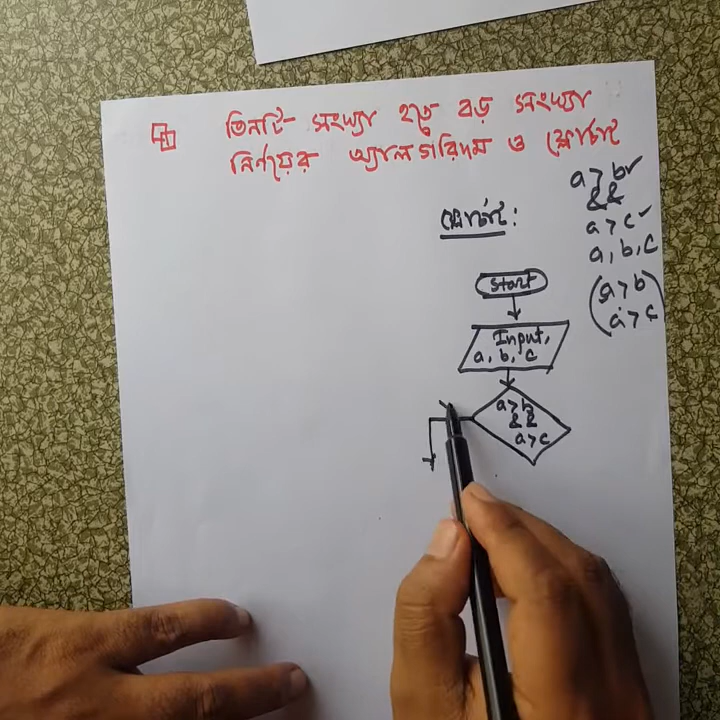 তিনটি সংখ্যা হতে বড় সংখ্যা
নির্ণয়ের অ্যালগরিদম ও ফ্লোচার্ট
ফ্লোচার্ট:
a > b✓
&&
a > c✓
a, b, c
(a > b
a > c)
Start
Input,
a, b, c
a > b
&&
a > c